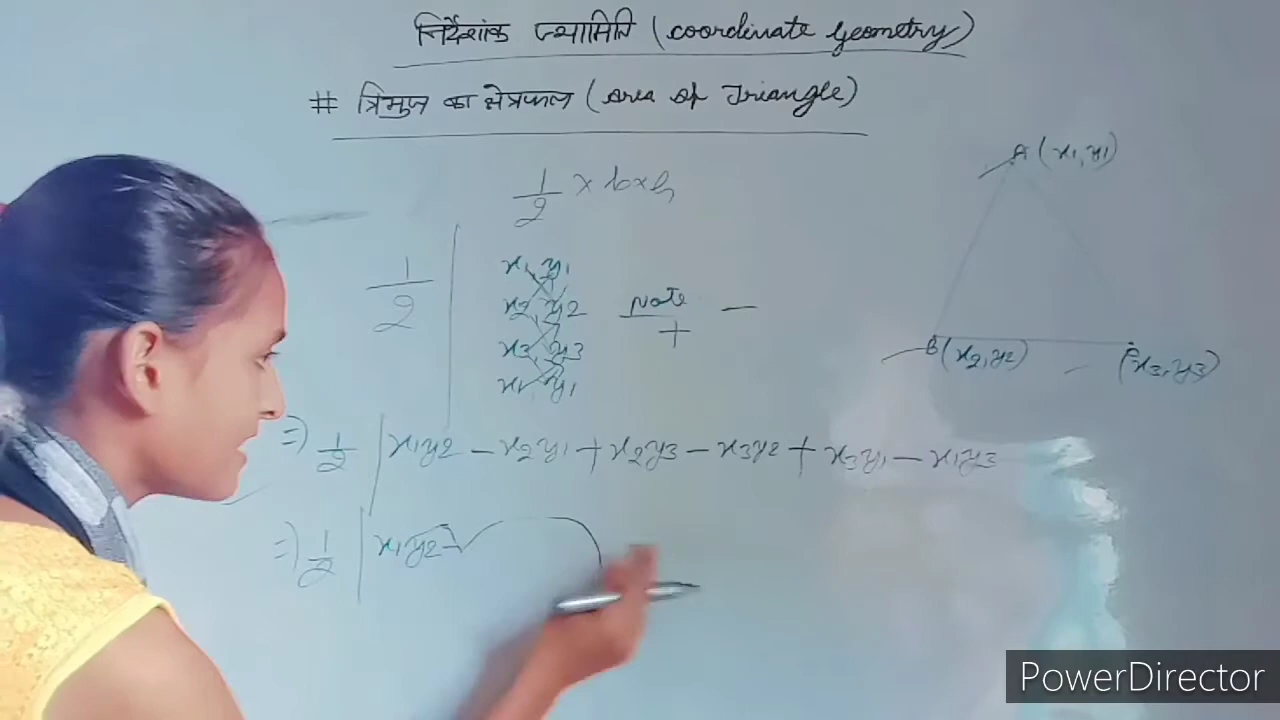 निर्देशांक ज्यामिति (coordinate Geometry)
# त्रिभुज का क्षेत्रफल (Area of Triangle)
1/2 × b×h
A (x1, y1)
B (x2, y2)
C (x3, y3)
1/2 |
x1 y1
x2 y2
x3 y3
x1 y1
Note
+ −
⇒ 1/2 | x1y2 − x2y1 + x2y3 − x3y2 + x3y1 − x1y3
⇒ 1/2 | x1y2 −
PowerDirector